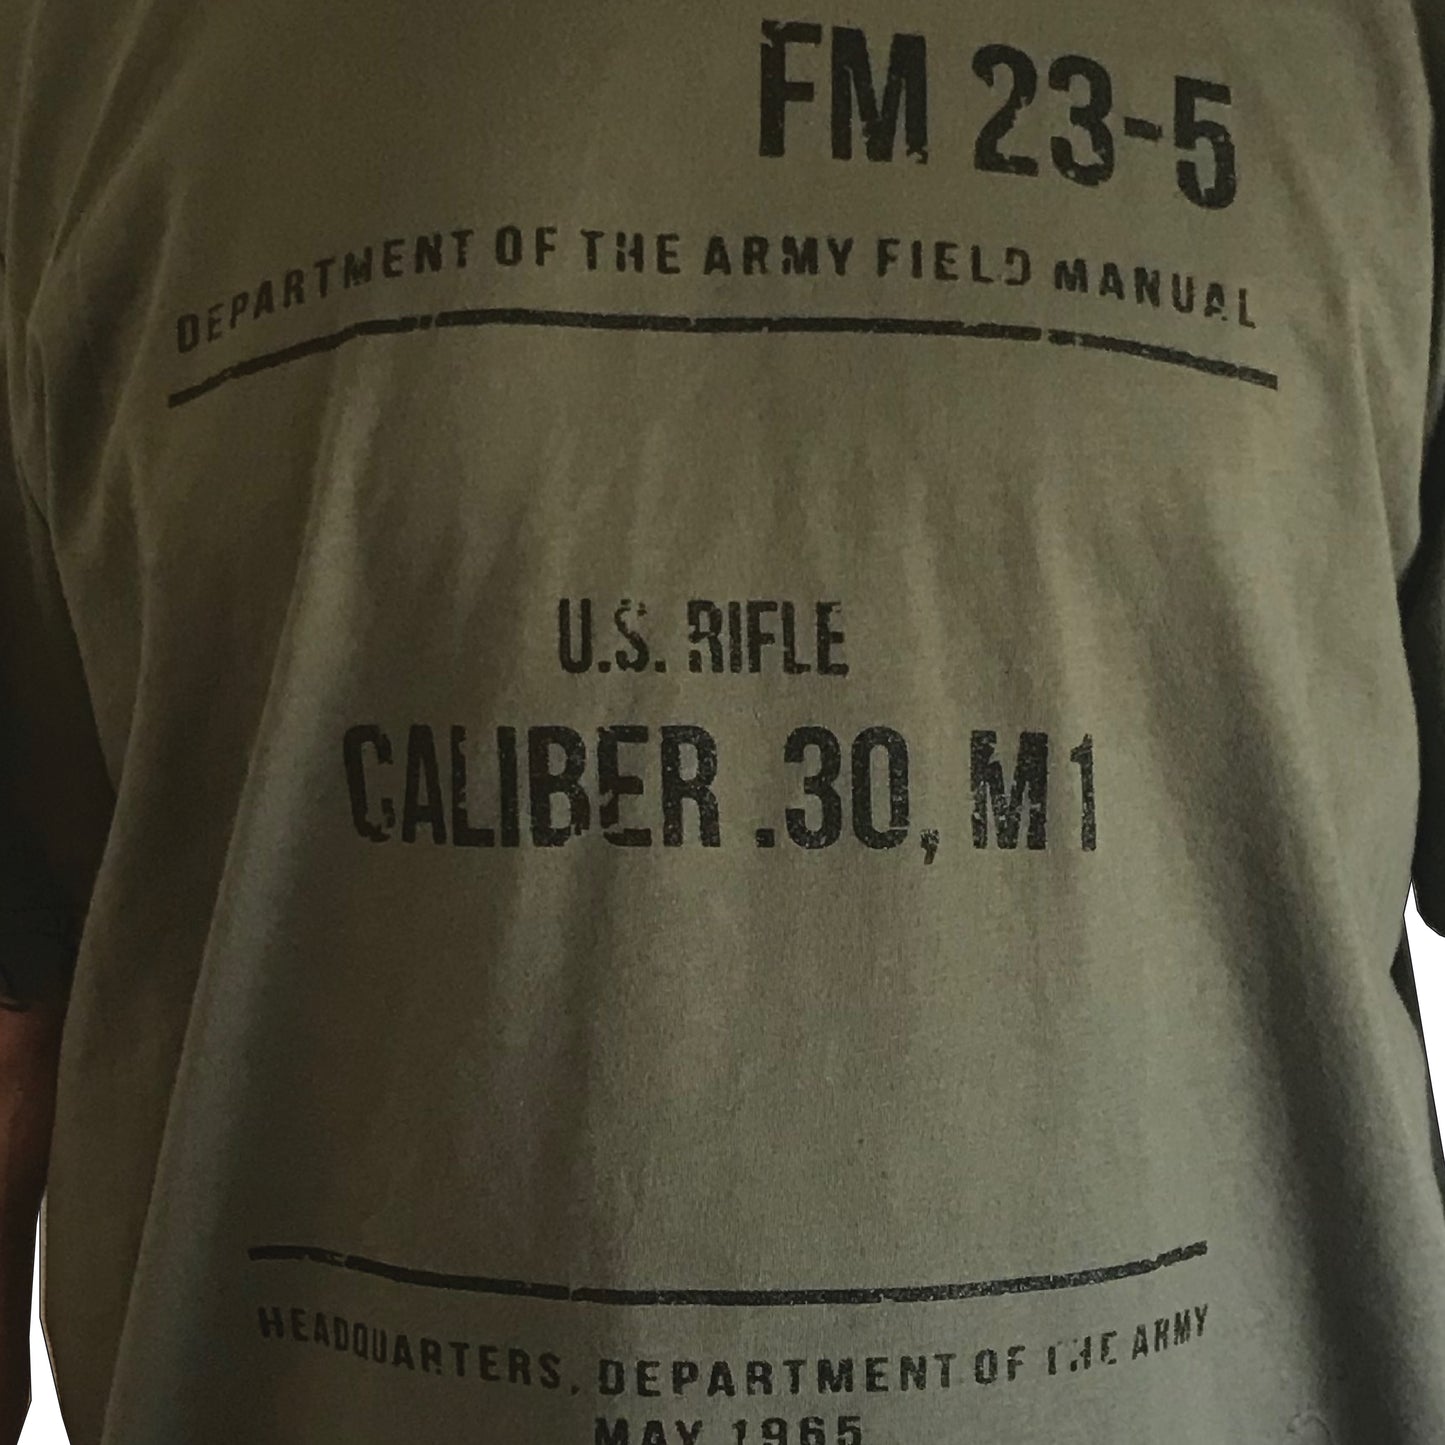 FM 23-5
DEPARTMENT OF THE ARMY FIELD MANUAL
U.S. RIFLE
CALIBER .30, M1
HEADQUARTERS, DEPARTMENT OF THE ARMY
MAY 1965